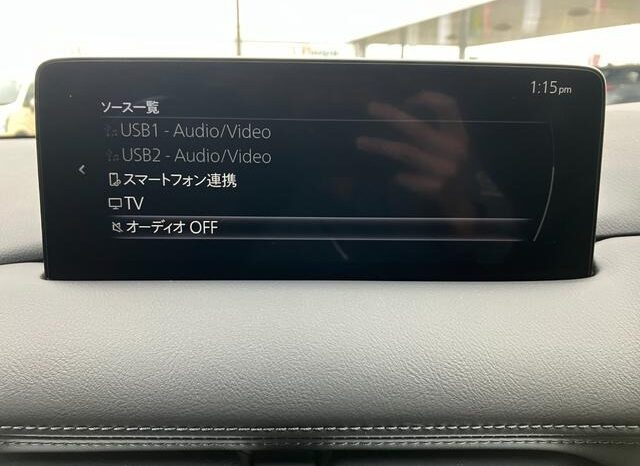 1:15pm
ソース一覧
USB1 - Audio/Video
USB2 - Audio/Video
スマートフォン連携
TV
オーディオ OFF